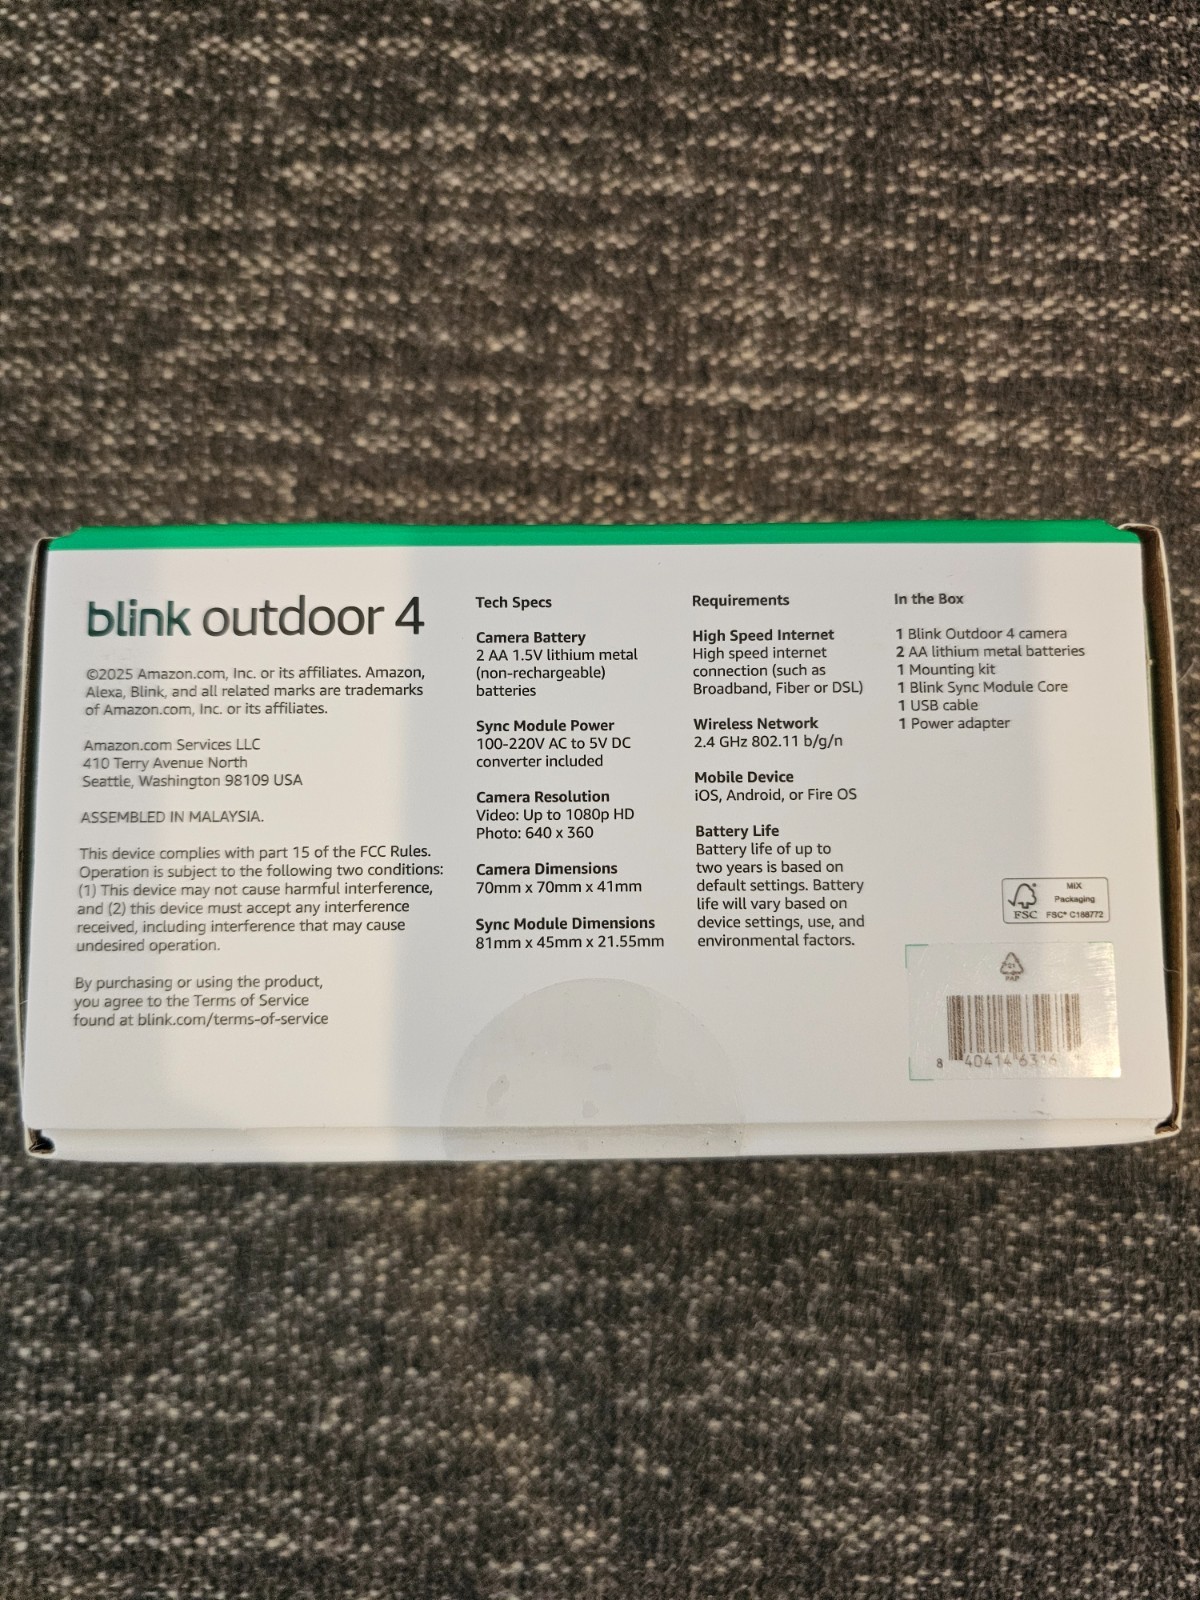 blink outdoor 4
©2025 Amazon.com, Inc. or its affiliates. Amazon,
Alexa, Blink, and all related marks are trademarks
of Amazon.com, Inc. or its affiliates.
Amazon.com Services LLC
410 Terry Avenue North
Seattle, Washington 98109 USA
ASSEMBLED IN MALAYSIA.
This device complies with part 15 of the FCC Rules.
Operation is subject to the following two conditions:
(1) This device may not cause harmful interference,
and (2) this device must accept any interference
received, including interference that may cause
undesired operation.
By purchasing or using the product,
you agree to the Terms of Service
found at blink.com/terms-of-service
Tech Specs
Camera Battery
2 AA 1.5V lithium metal
(non-rechargeable)
batteries
Sync Module Power
100-220V AC to 5V DC
converter included
Camera Resolution
Video: Up to 1080p HD
Photo: 640 x 360
Camera Dimensions
70mm x 70mm x 41mm
Sync Module Dimensions
81mm x 45mm x 21.55mm
Requirements
High Speed Internet
High speed internet
connection (such as
Broadband, Fiber or DSL)
Wireless Network
2.4 GHz 802.11 b/g/n
Mobile Device
iOS, Android, or Fire OS
Battery Life
Battery life of up to
two years is based on
default settings. Battery
life will vary based on
device settings, use, and
environmental factors.
In the Box
1 Blink Outdoor 4 camera
2 AA lithium metal batteries
1 Mounting kit
1 Blink Sync Module Core
1 USB cable
1 Power adapter
FSC
MIX
Packaging
FSC® C188772
21
PAP
8 40414